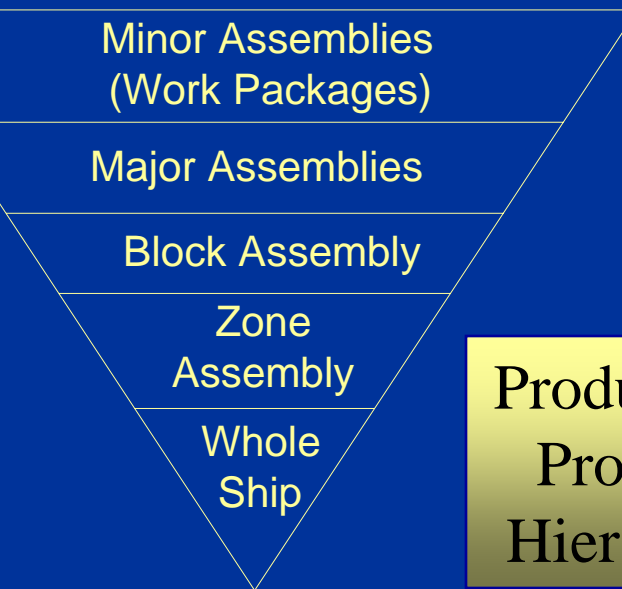 Minor Assemblies
(Work Packages)
Major Assemblies
Block Assembly
Zone
Assembly
Whole
Ship
Produ
Pro
Hier